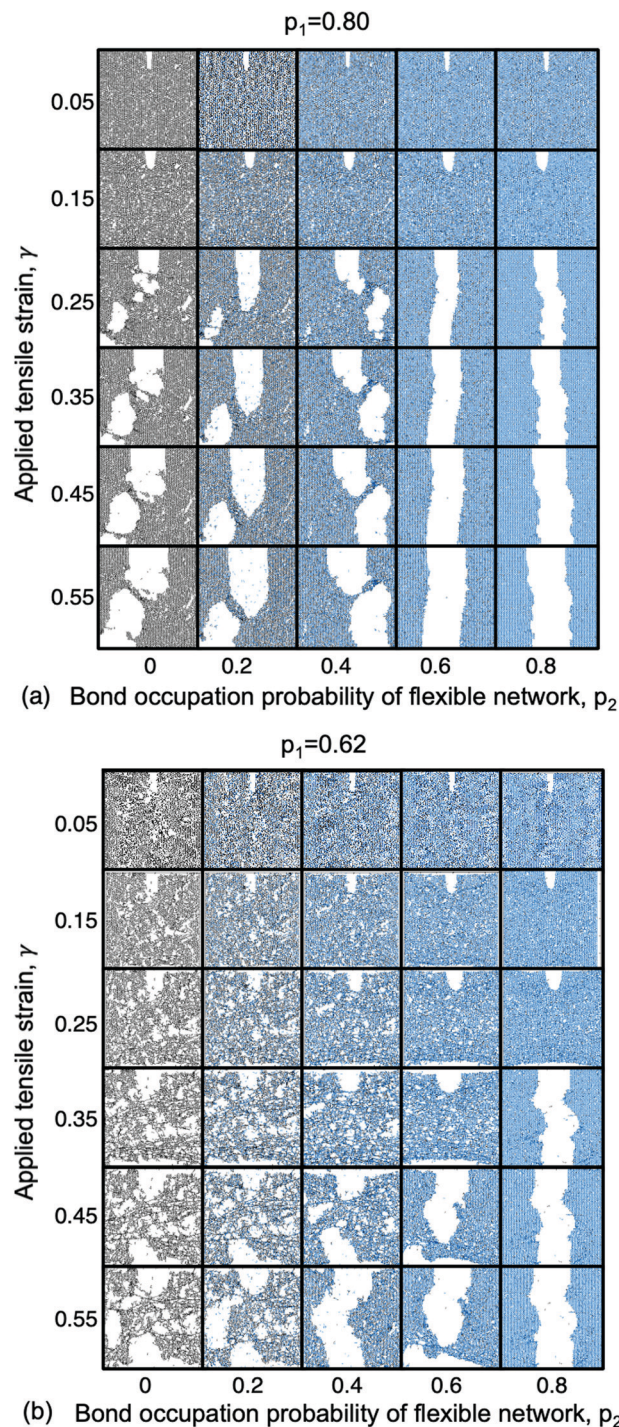 p₁=0.80
Applied tensile strain, γ
0.05
0.15
0.25
0.35
0.45
0.55
0 0.2 0.4 0.6 0.8
(a) Bond occupation probability of flexible network, p₂
p₁=0.62
Applied tensile strain, γ
0.05
0.15
0.25
0.35
0.45
0.55
0 0.2 0.4 0.6 0.8
(b) Bond occupation probability of flexible network, p₂